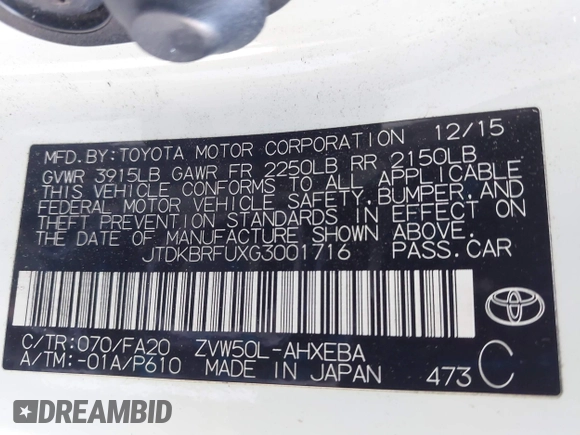 MFD.BY:TOYOTA MOTOR CORPORATION 12/15
GVWR 3915LB GAWR FR 2250LB RR 2150LB
THIS VEHICLE CONFORMS TO ALL APPLICABLE
FEDERAL MOTOR VEHICLE SAFETY,BUMPER,AND
THEFT PREVENTION STANDARDS IN EFFECT ON
THE DATE OF MANUFACTURE SHOWN ABOVE.
JTDKBRFUXG3001716 PASS.CAR
C/TR:070/FA20 ZVW50L-AHXEBA
A/TM:-01A/P610 MADE IN JAPAN 473 C
DREAMBID